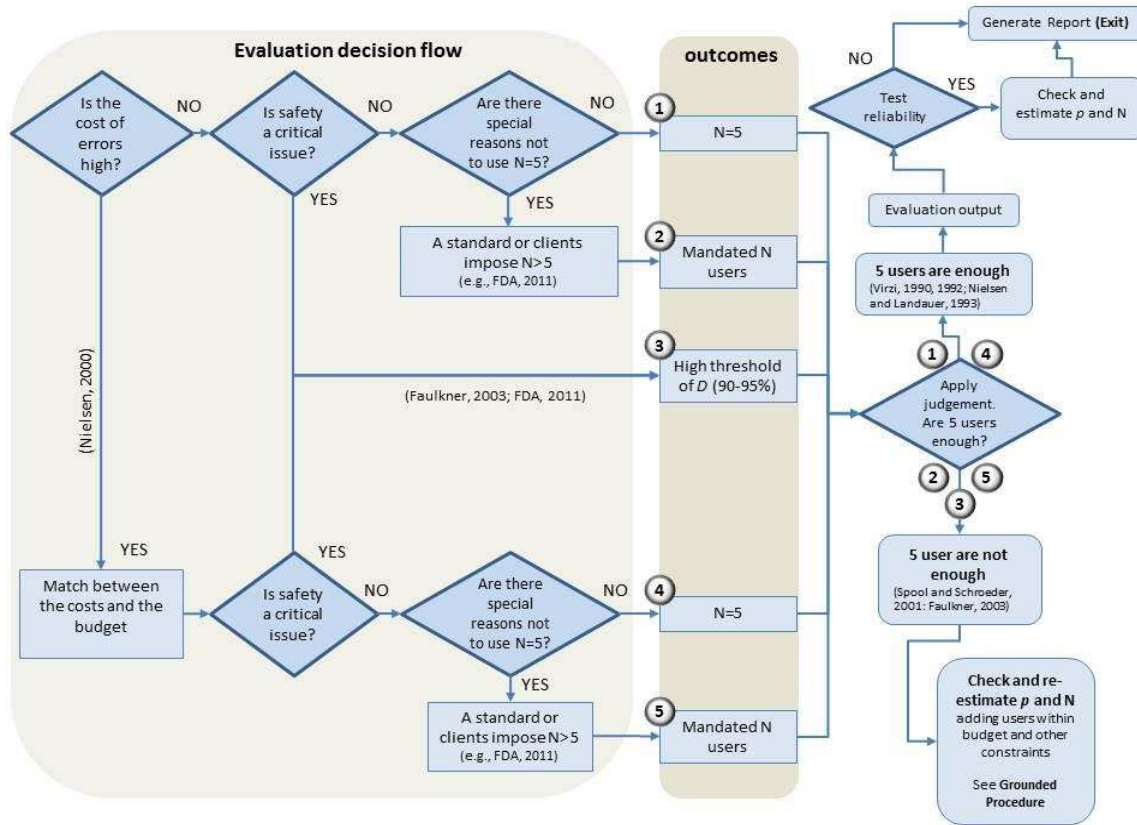 Evaluation decision flow
Is the
cost of
errors
high?
NO
Is safety
a critical
issue?
NO
Are there
special
reasons not
to use N=5?
NO
YES
YES
A standard or clients
impose N>5
(e.g., FDA, 2011)
(Nielsen, 2000)
(Faulkner, 2003; FDA, 2011)
YES
Match between
the costs and the
budget
YES
Is safety
a critical
issue?
NO
Are there
special
reasons not
to use N=5?
NO
YES
A standard or
clients impose N>5
(e.g., FDA, 2011)
outcomes
1
N=5
2
Mandated N
users
3
High threshold
of D (90-95%)
4
N=5
5
Mandated N
users
Generate Report (Exit)
NO
YES
Test
reliability
Check and
estimate p and N
Evaluation output
5 users are enough
(Virzi, 1990, 1992; Nielsen
and Landauer, 1993)
1
4
Apply
judgement.
Are 5 users
enough?
2
5
3
5 user are not
enough
(Spool and Schroeder,
2001: Faulkner, 2003)
Check and re-
estimate p and N
adding users within
budget and other
constraints
See Grounded
Procedure